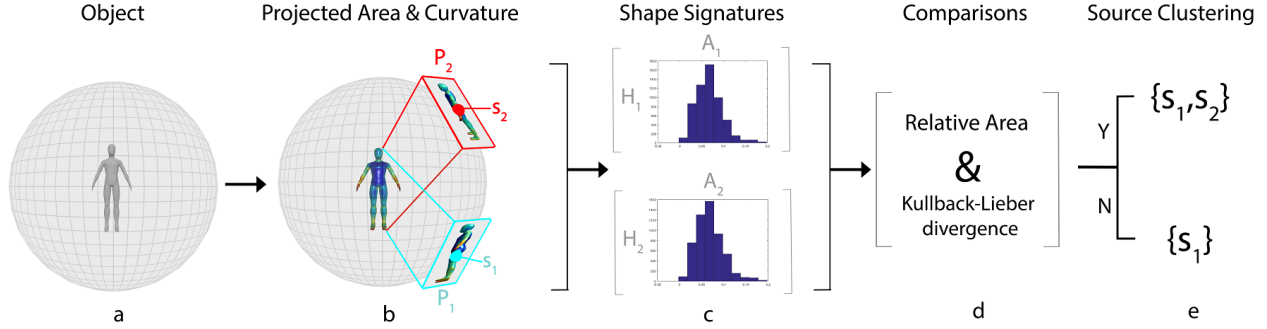 Object
Projected Area & Curvature
Shape Signatures
Comparisons
Source Clustering
P2
s2
s1
P1
A1
H1
A2
H2
Relative Area
&
Kullback-Lieber
divergence
Y
N
{s1,s2}
{s1}
a
b
c
d
e